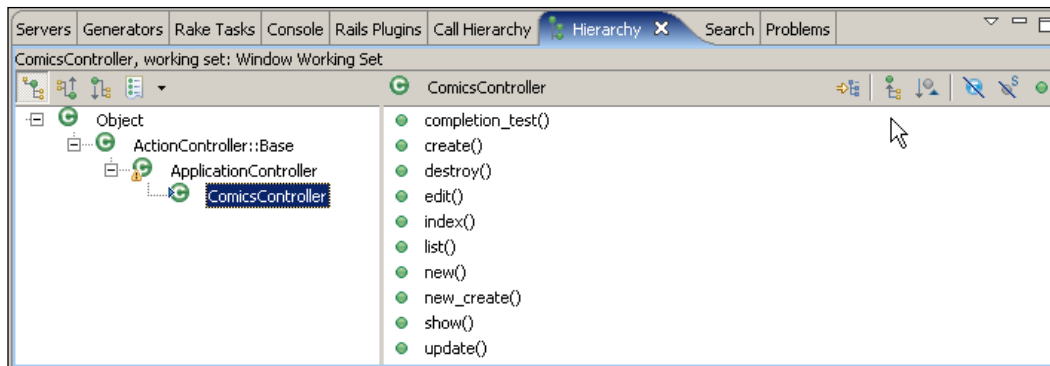 Servers Generators Rake Tasks Console Rails Plugins Call Hierarchy Hierarchy Search Problems
ComicsController, working set: Window Working Set
ComicsController
Object
ActionController::Base
ApplicationController
ComicsController
completion_test()
create()
destroy()
edit()
index()
list()
new()
new_create()
show()
update()